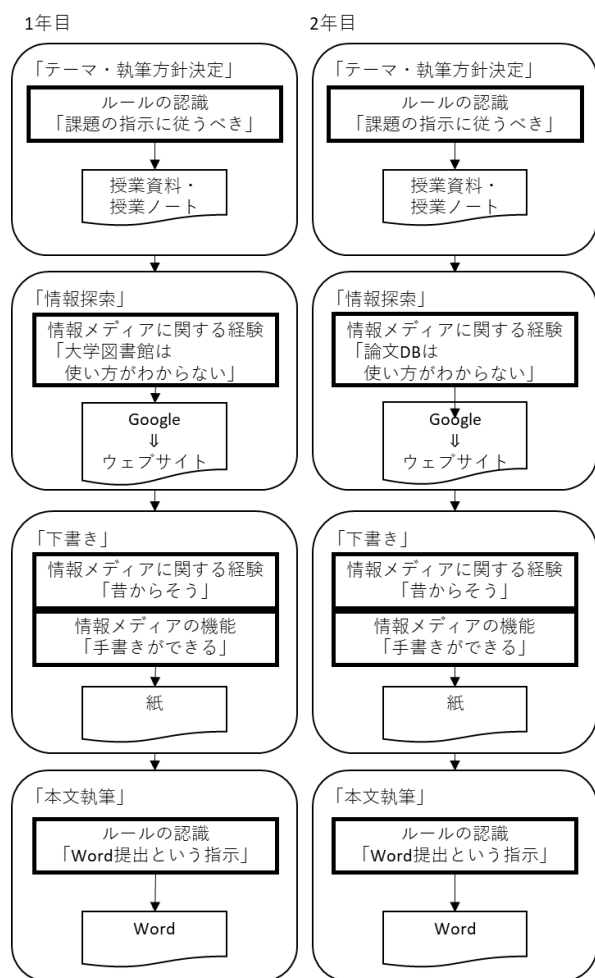 1年目
「テーマ・執筆方針決定」
ルールの認識
「課題の指示に従うべき」
授業資料・
授業ノート
「情報探索」
情報メディアに関する経験
「大学図書館は
使い方がわからない」
Google
⇓
ウェブサイト
「下書き」
情報メディアに関する経験
「昔からそう」
情報メディアの機能
「手書きができる」
紙
「本文執筆」
ルールの認識
「Word提出という指示」
Word
2年目
「テーマ・執筆方針決定」
ルールの認識
「課題の指示に従うべき」
授業資料・
授業ノート
「情報探索」
情報メディアに関する経験
「論文DBは
使い方がわからない」
Google
⇓
ウェブサイト
「下書き」
情報メディアに関する経験
「昔からそう」
情報メディアの機能
「手書きができる」
紙
「本文執筆」
ルールの認識
「Word提出という指示」
Word